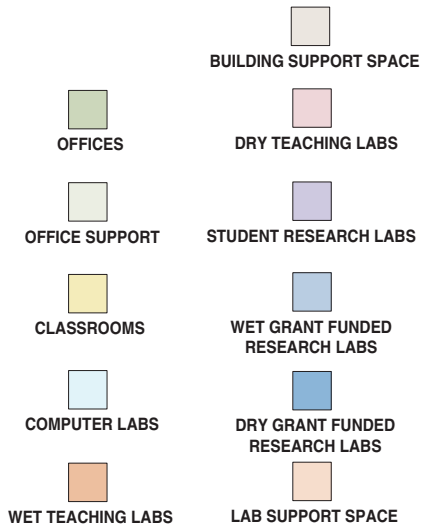 BUILDING SUPPORT SPACE
OFFICES
DRY TEACHING LABS
OFFICE SUPPORT
STUDENT RESEARCH LABS
CLASSROOMS
WET GRANT FUNDED
RESEARCH LABS
COMPUTER LABS
DRY GRANT FUNDED
RESEARCH LABS
WET TEACHING LABS
LAB SUPPORT SPACE